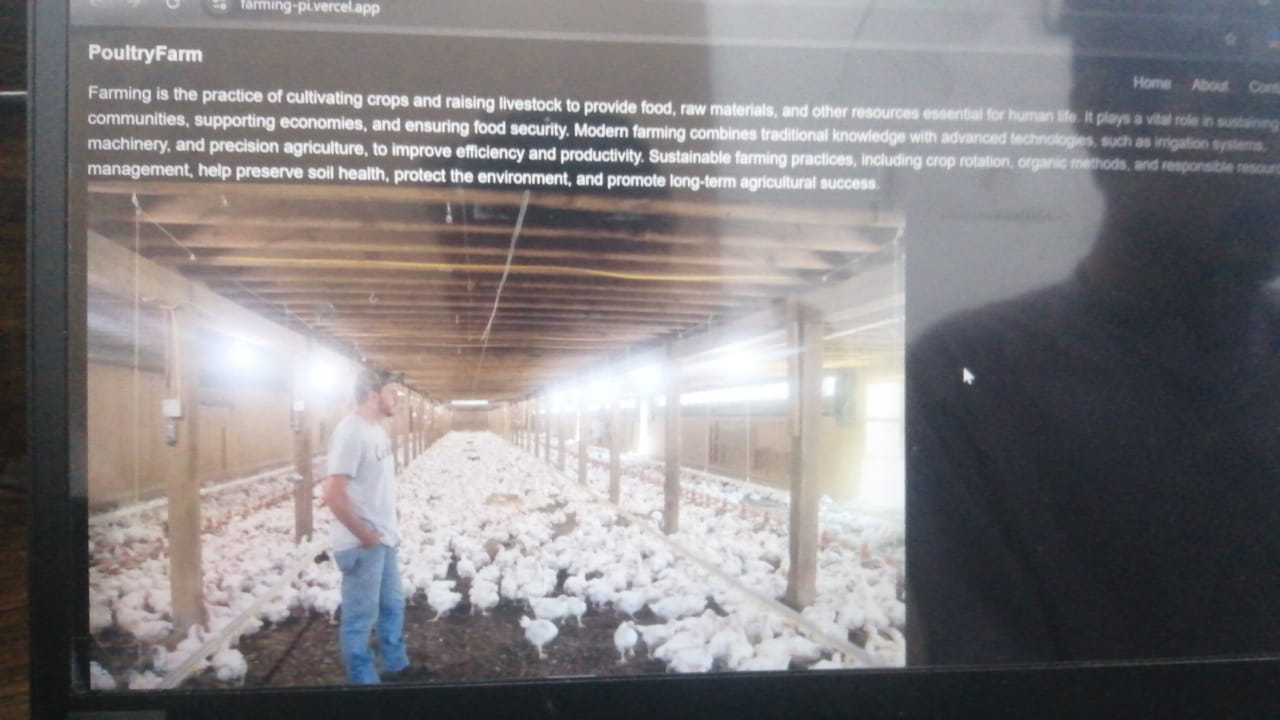 farming-pi.vercel.app
PoultryFarm
Home About
Farming is the practice of cultivating crops and raising livestock to provide food, raw materials, and other resources essential for human life. It plays a vital role in sustaining
communities, supporting economies, and ensuring food security. Modern farming combines traditional knowledge with advanced technologies, such as irrigation systems,
machinery, and precision agriculture, to improve efficiency and productivity. Sustainable farming practices, including crop rotation, organic methods, and responsible
management, help preserve soil health, protect the environment, and promote long-term agricultural success.